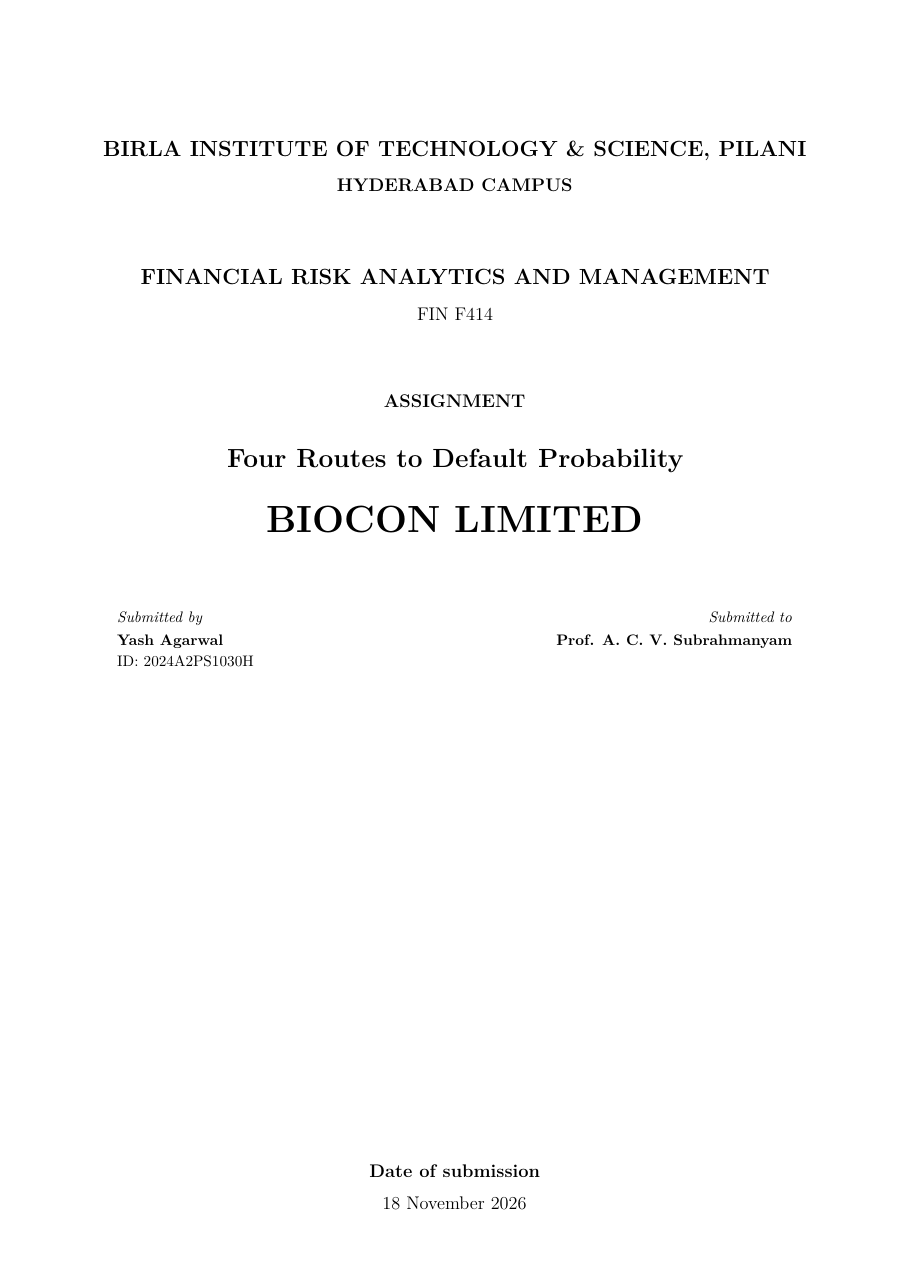 BIRLA INSTITUTE OF TECHNOLOGY & SCIENCE, PILANI
HYDERABAD CAMPUS
FINANCIAL RISK ANALYTICS AND MANAGEMENT
FIN F414
ASSIGNMENT
Four Routes to Default Probability
BIOCON LIMITED
Submitted by
Yash Agarwal
ID: 2024A2PS1030H
Submitted to
Prof. A. C. V. Subrahmanyam
Date of submission
18 November 2026